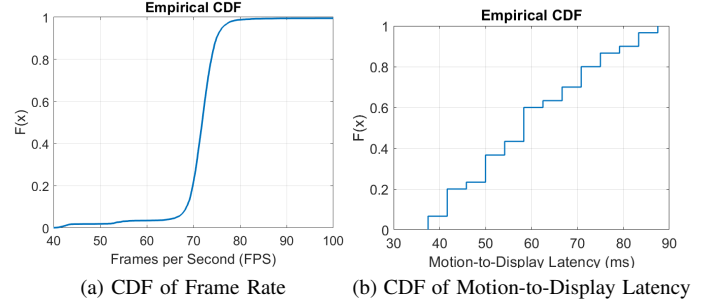 Empirical CDF
1
0.8
0.6
0.4
0.2
0
F(x)
40 50 60 70 80 90 100
Frames per Second (FPS)
(a) CDF of Frame Rate
Empirical CDF
1
0.8
0.6
0.4
0.2
0
F(x)
30 40 50 60 70 80 90
Motion-to-Display Latency (ms)
(b) CDF of Motion-to-Display Latency